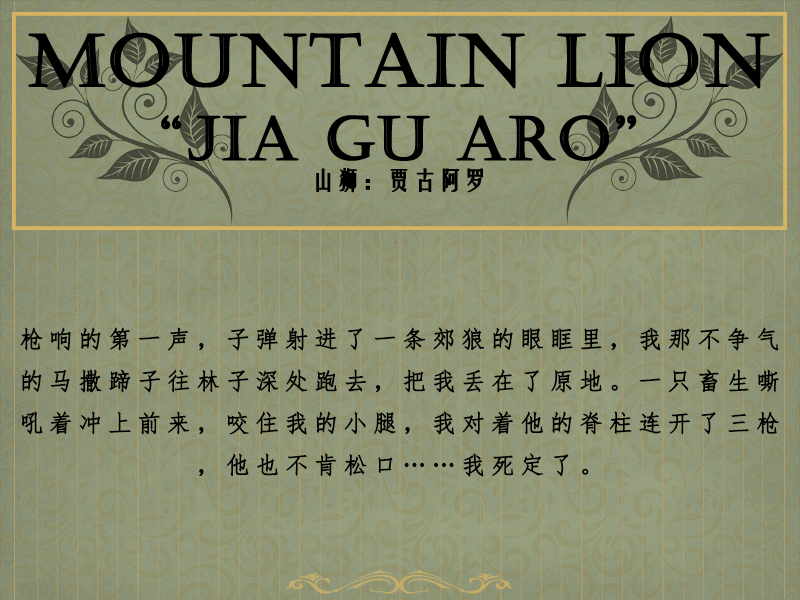 MOUNTAIN LION
“JIA GU ARO”
山狮：贾古阿罗
枪响的第一声，子弹射进了一条郊狼的眼眶里，我那不争气
的马撒蹄子往林子深处跑去，把我丢在了原地。一只畜生嘶
吼着冲上前来，咬住我的小腿，我对着他的脊柱连开了三枪
，他也不肯松口……我死定了。